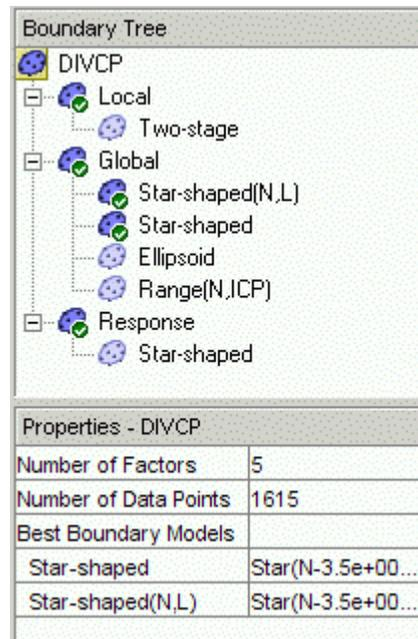 Boundary Tree
DIVCP
Local
Two-stage
Global
Star-shaped(N,L)
Star-shaped
Ellipsoid
Range(N,ICP)
Response
Star-shaped
Properties - DIVCP
Number of Factors 5
Number of Data Points 1615
Best Boundary Models
Star-shaped Star(N-3.5e+00...
Star-shaped(N,L) Star(N-3.5e+00...